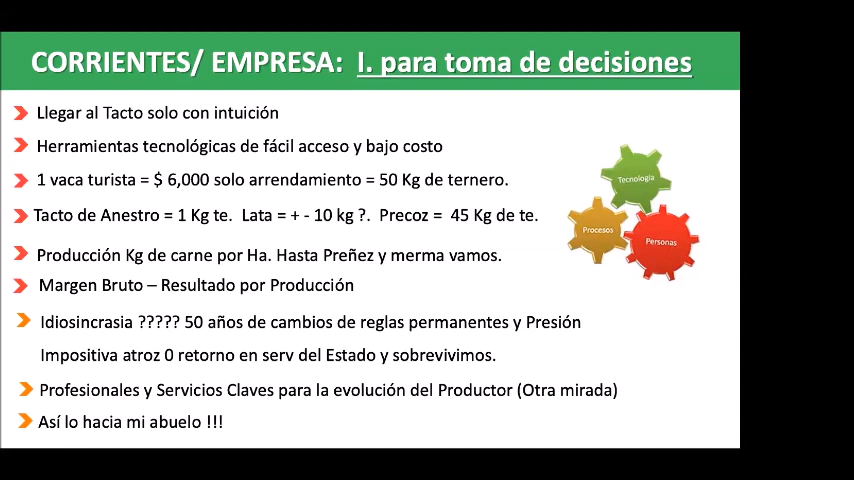 CORRIENTES/ EMPRESA: I. para toma de decisiones
Llegar al Tacto solo con intuición
Herramientas tecnológicas de fácil acceso y bajo costo
1 vaca turista = $ 6,000 solo arrendamiento = 50 Kg de ternero.
Tacto de Anestro = 1 Kg te. Lata = + - 10 kg ?. Precoz = 45 Kg de te.
Producción Kg de carne por Ha. Hasta Preñez y merma vamos.
Margen Bruto – Resultado por Producción
Idiosincrasia ????? 50 años de cambios de reglas permanentes y Presión
Impositiva atroz 0 retorno en serv del Estado y sobrevivimos.
Profesionales y Servicios Claves para la evolución del Productor (Otra mirada)
Así lo hacia mi abuelo !!!
Tecnología
Procesos
Personas